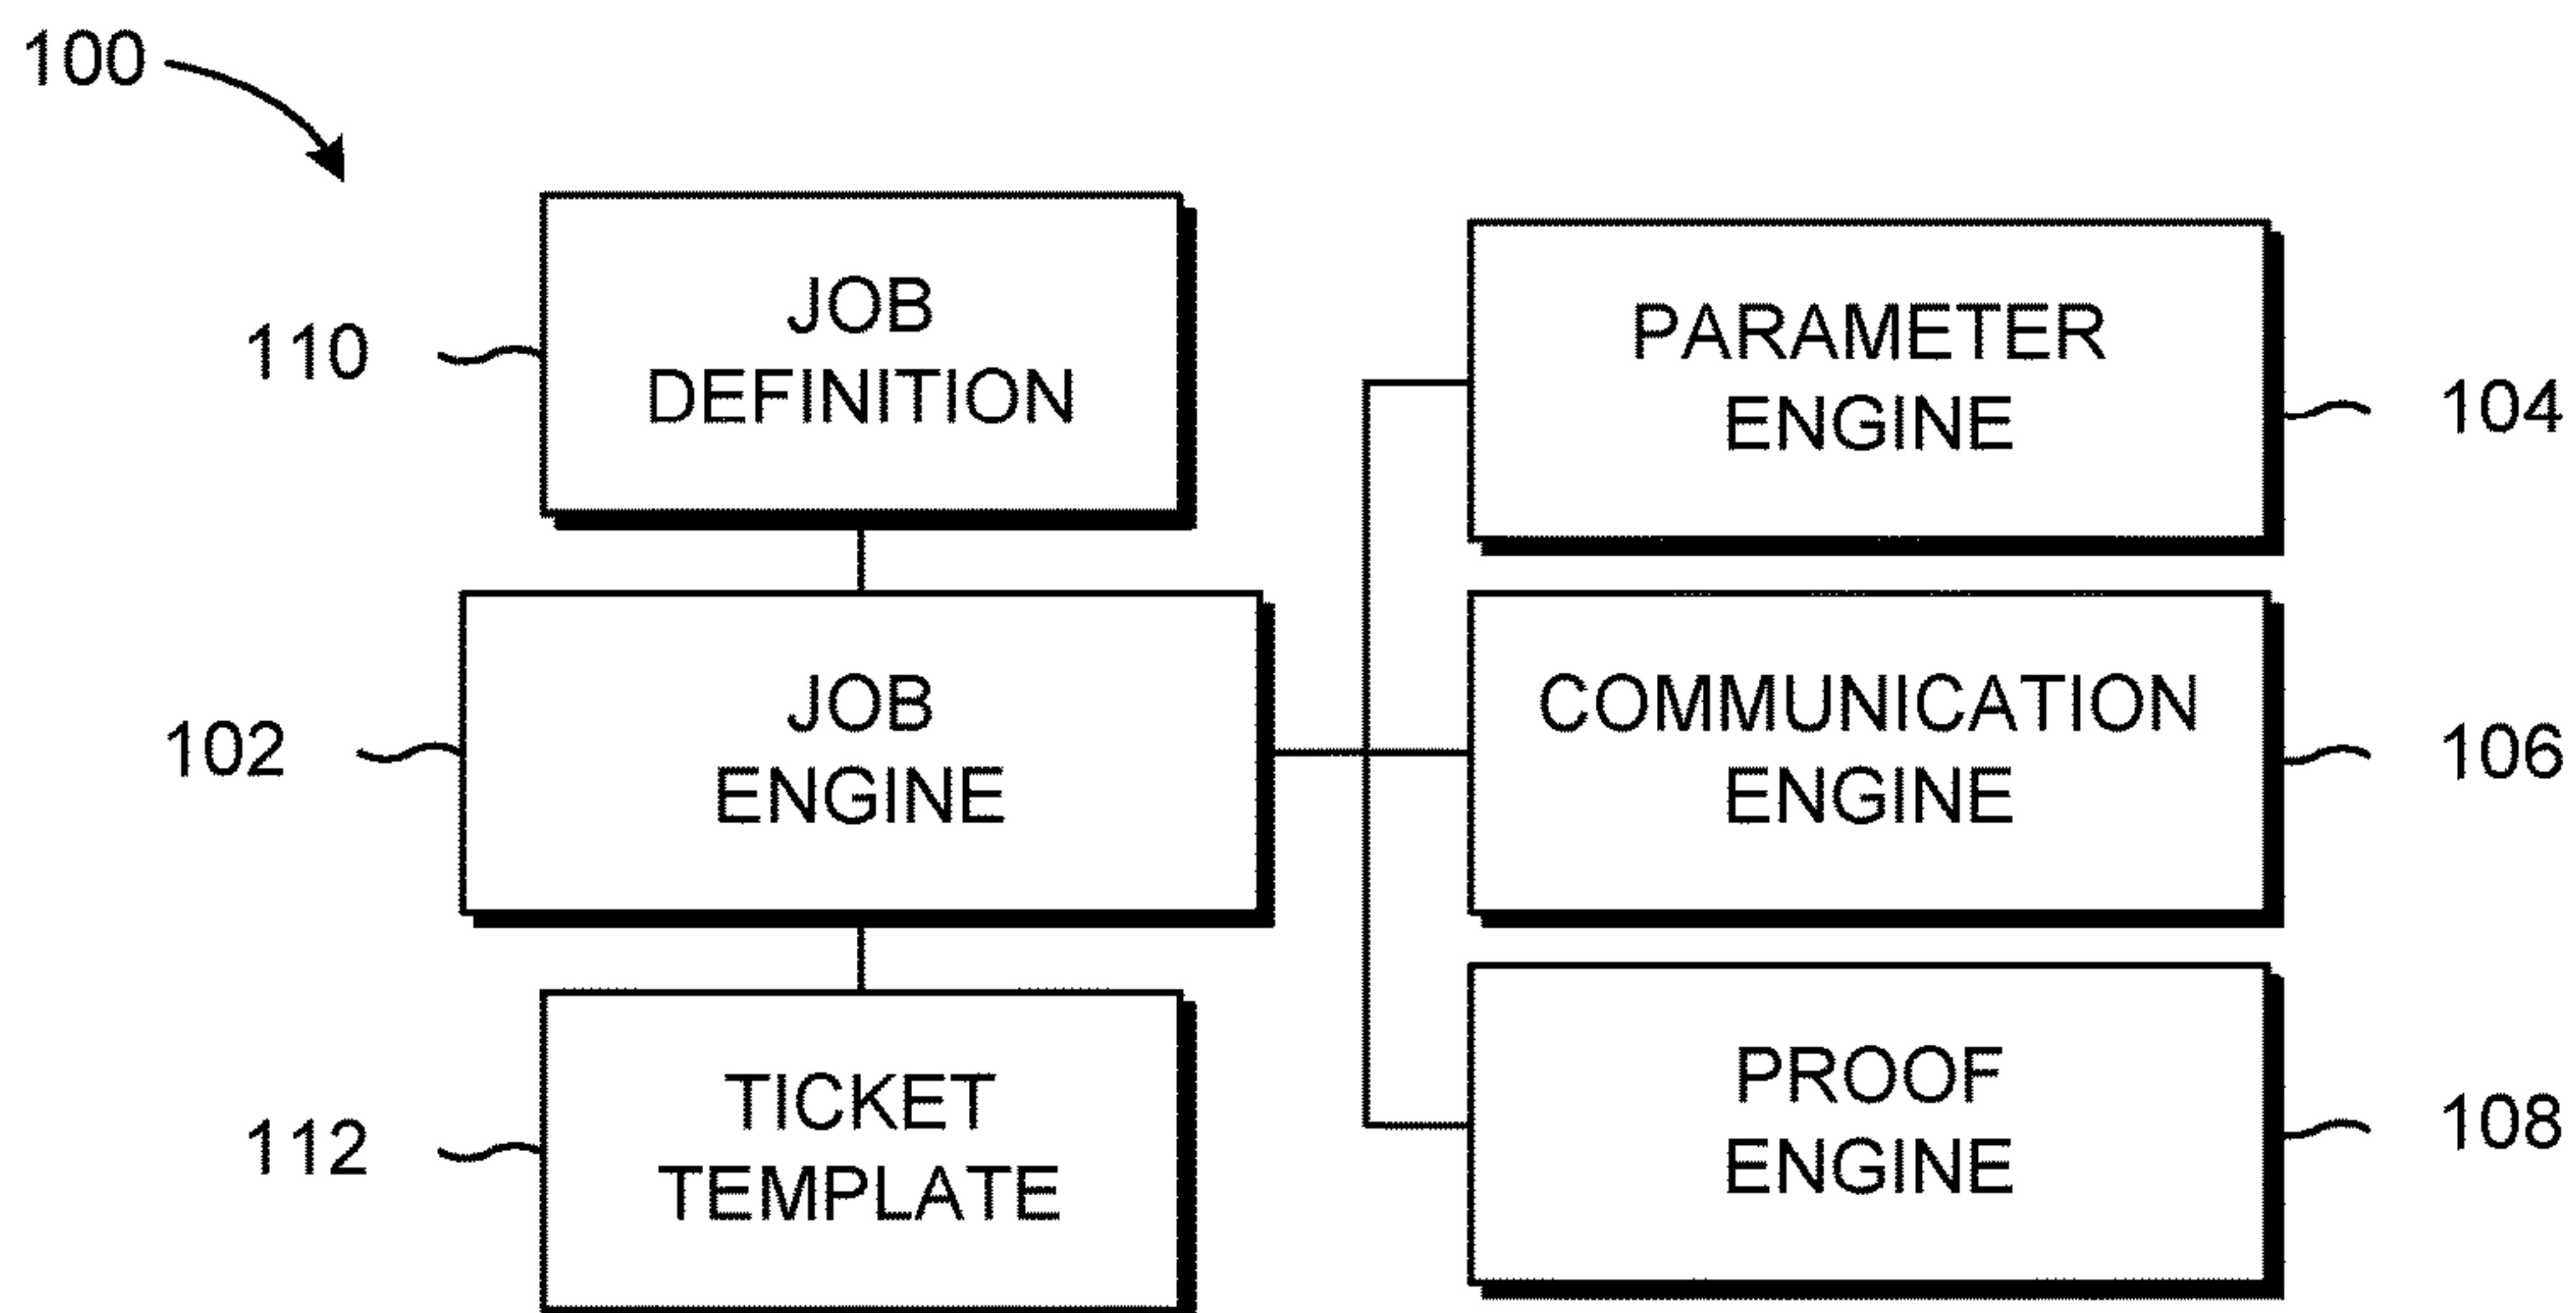 100
110
JOB
DEFINITION
PARAMETER
ENGINE
104
102
JOB
ENGINE
COMMUNICATION
ENGINE
106
112
TICKET
TEMPLATE
PROOF
ENGINE
108